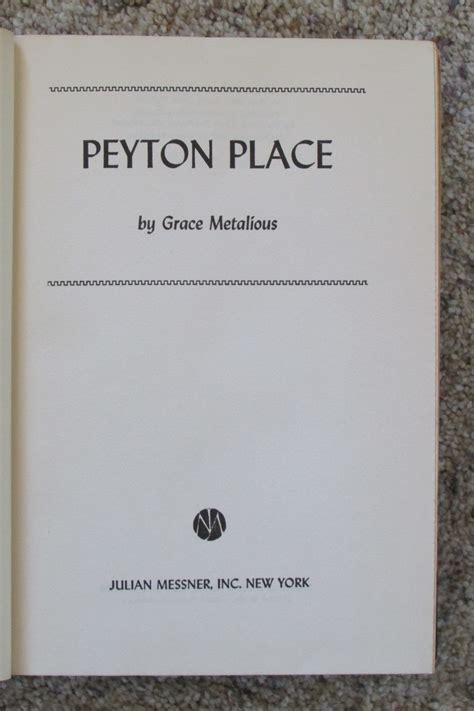 PEYTON PLACE
by Grace Metalious
JULIAN MESSNER, INC. NEW YORK